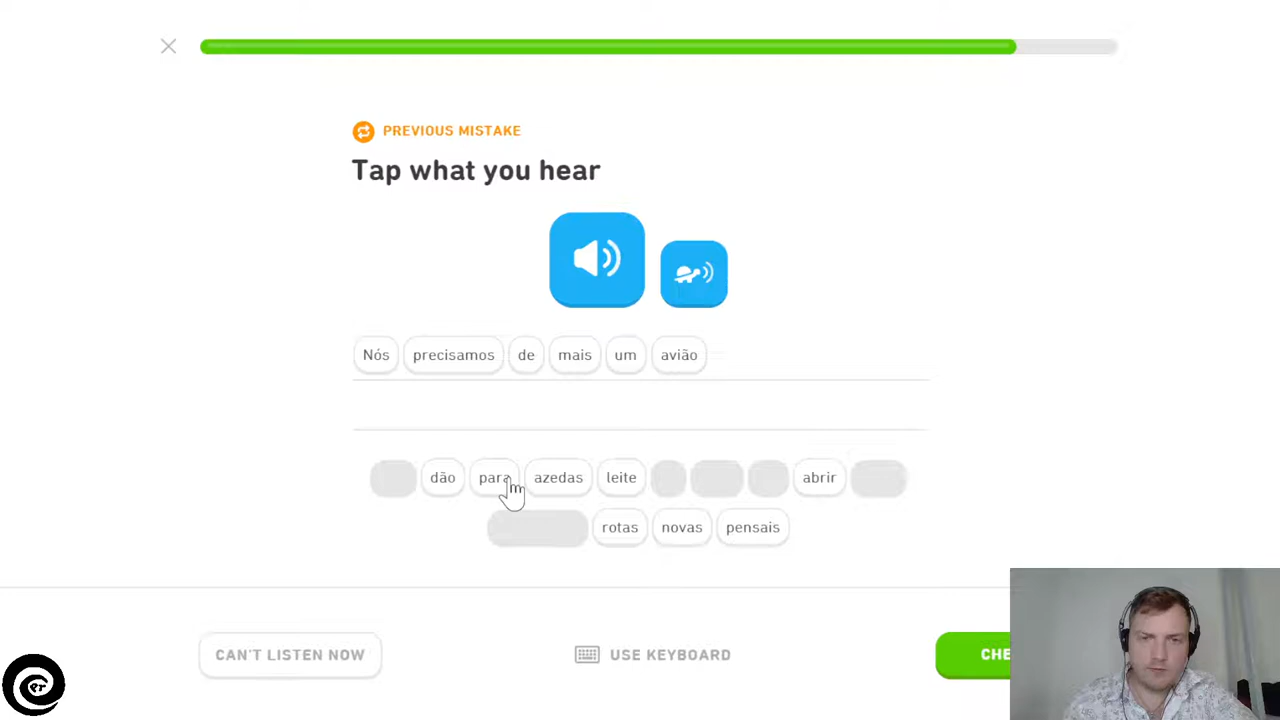 PREVIOUS MISTAKE
Tap what you hear
Nós precisamos de mais um avião
dão para azedas leite abrir
rotas novas pensais
CAN'T LISTEN NOW USE KEYBOARD CHE